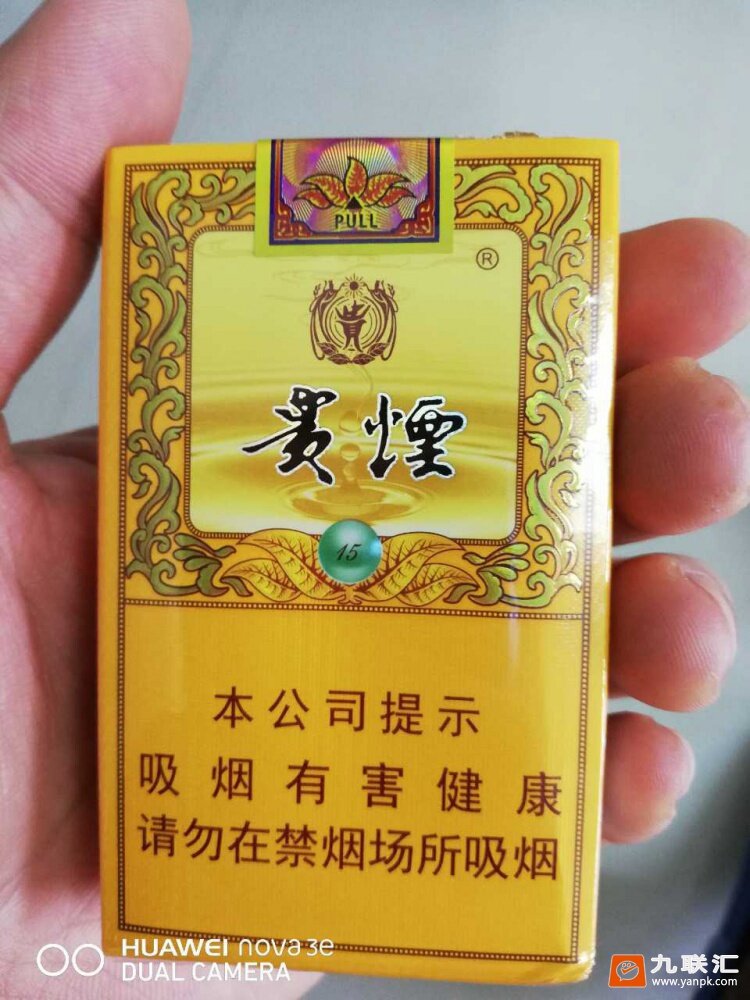 PULL
®
贵煙
15
本公司提示
吸烟有害健康
请勿在禁烟场所吸烟
HUAWEI nova 3e
DUAL CAMERA
九联汇
www.yanpk.com